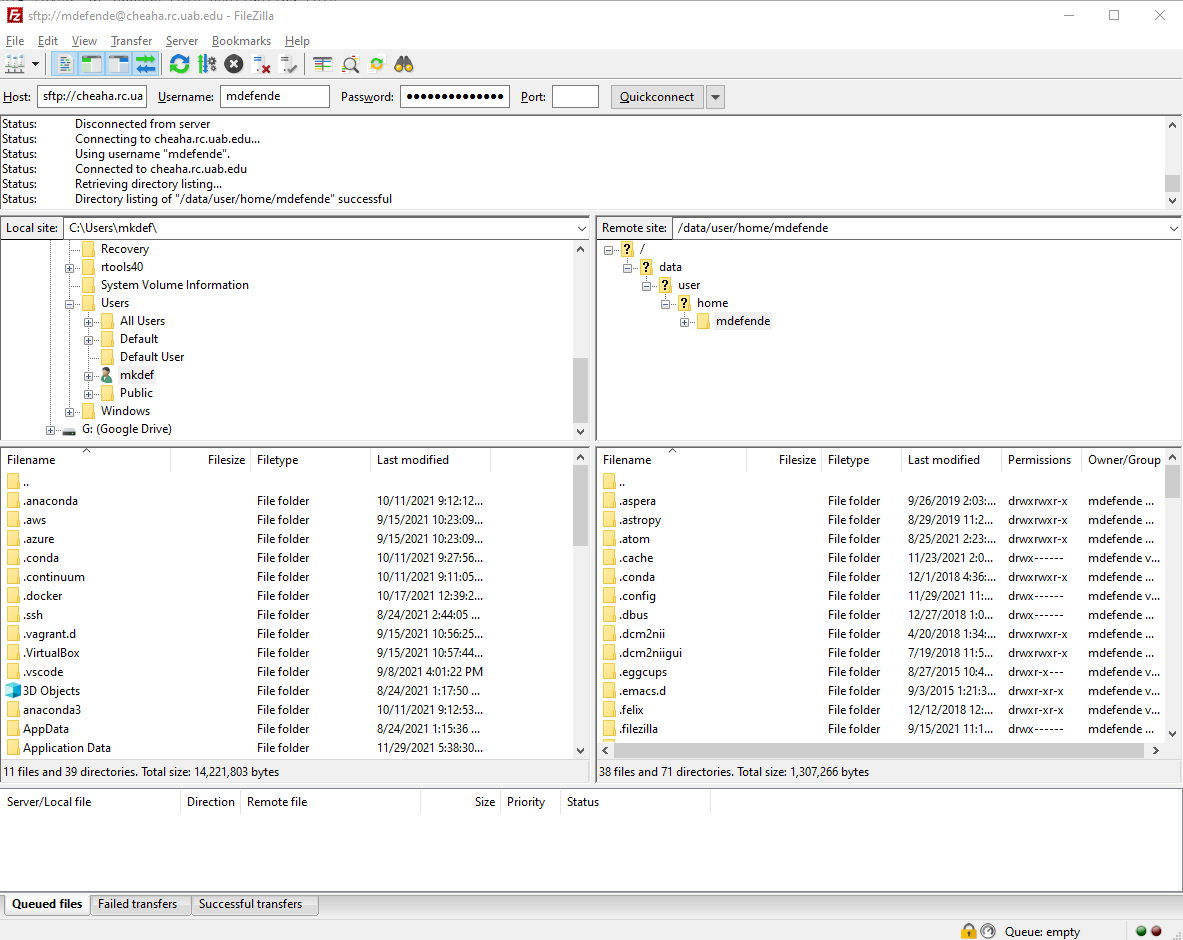 sftp://mdefende@cheaha.rc.uab.edu - FileZilla
File Edit View Transfer Server Bookmarks Help
Host: sftp://cheaha.rc.ua Username: mdefende Password: ●●●●●●●●●●●●●● Port: Quickconnect
Status: Disconnected from server
Status: Connecting to cheaha.rc.uab.edu...
Status: Using username "mdefende".
Status: Connected to cheaha.rc.uab.edu
Status: Retrieving directory listing...
Status: Directory listing of "/data/user/home/mdefende" successful
Local site: C:\Users\mkdef\
Recovery
rtools40
System Volume Information
Users
All Users
Default
Default User
mkdef
Public
Windows
G: (Google Drive)
Remote site: /data/user/home/mdefende
? /
? data
? user
? home
mdefende
Filename Filesize Filetype Last modified
..
.anaconda File folder 10/11/2021 9:12:12...
.aws File folder 9/15/2021 10:23:09...
.azure File folder 9/15/2021 10:23:09...
.conda File folder 10/11/2021 9:27:56...
.continuum File folder 10/11/2021 9:11:05...
.docker File folder 10/17/2021 12:39:2...
.ssh File folder 8/24/2021 2:44:05 ...
.vagrant.d File folder 9/15/2021 10:56:25...
.VirtualBox File folder 9/15/2021 10:57:44...
.vscode File folder 9/8/2021 4:01:22 PM
3D Objects File folder 8/24/2021 1:17:50 ...
anaconda3 File folder 10/11/2021 9:12:53...
AppData File folder 8/24/2021 1:15:36 ...
Application Data File folder 11/29/2021 5:38:30...
11 files and 39 directories. Total size: 14,221,803 bytes
Filename Filesize Filetype Last modified Permissions Owner/Group
..
.aspera File folder 9/26/2019 2:03:... drwxrwxr-x mdefende ...
.astropy File folder 8/29/2019 11:2... drwxrwxr-x mdefende ...
.atom File folder 8/25/2021 2:23:... drwxrwxr-x mdefende ...
.cache File folder 11/23/2021 2:0... drwx------ mdefende v...
.conda File folder 12/1/2018 4:36:... drwxrwxr-x mdefende v...
.config File folder 11/29/2021 11:... drwx------ mdefende v...
.dbus File folder 12/27/2018 1:0... drwx------ mdefende v...
.dcm2nii File folder 4/20/2018 1:34:... drwxrwxr-x mdefende v...
.dcm2niigui File folder 7/19/2018 11:5... drwxrwxr-x mdefende v...
.eggcups File folder 8/27/2015 10:4... drwxr-x--- mdefende v...
.emacs.d File folder 9/3/2015 1:21:3... drwxr-xr-x mdefende v...
.felix File folder 12/12/2018 12:... drwxr-xr-x mdefende v...
.filezilla File folder 9/15/2021 11:1... drwx------ mdefende v...
38 files and 71 directories. Total size: 1,307,266 bytes
Server/Local file Direction Remote file Size Priority Status
Queued files Failed transfers Successful transfers
Queue: empty